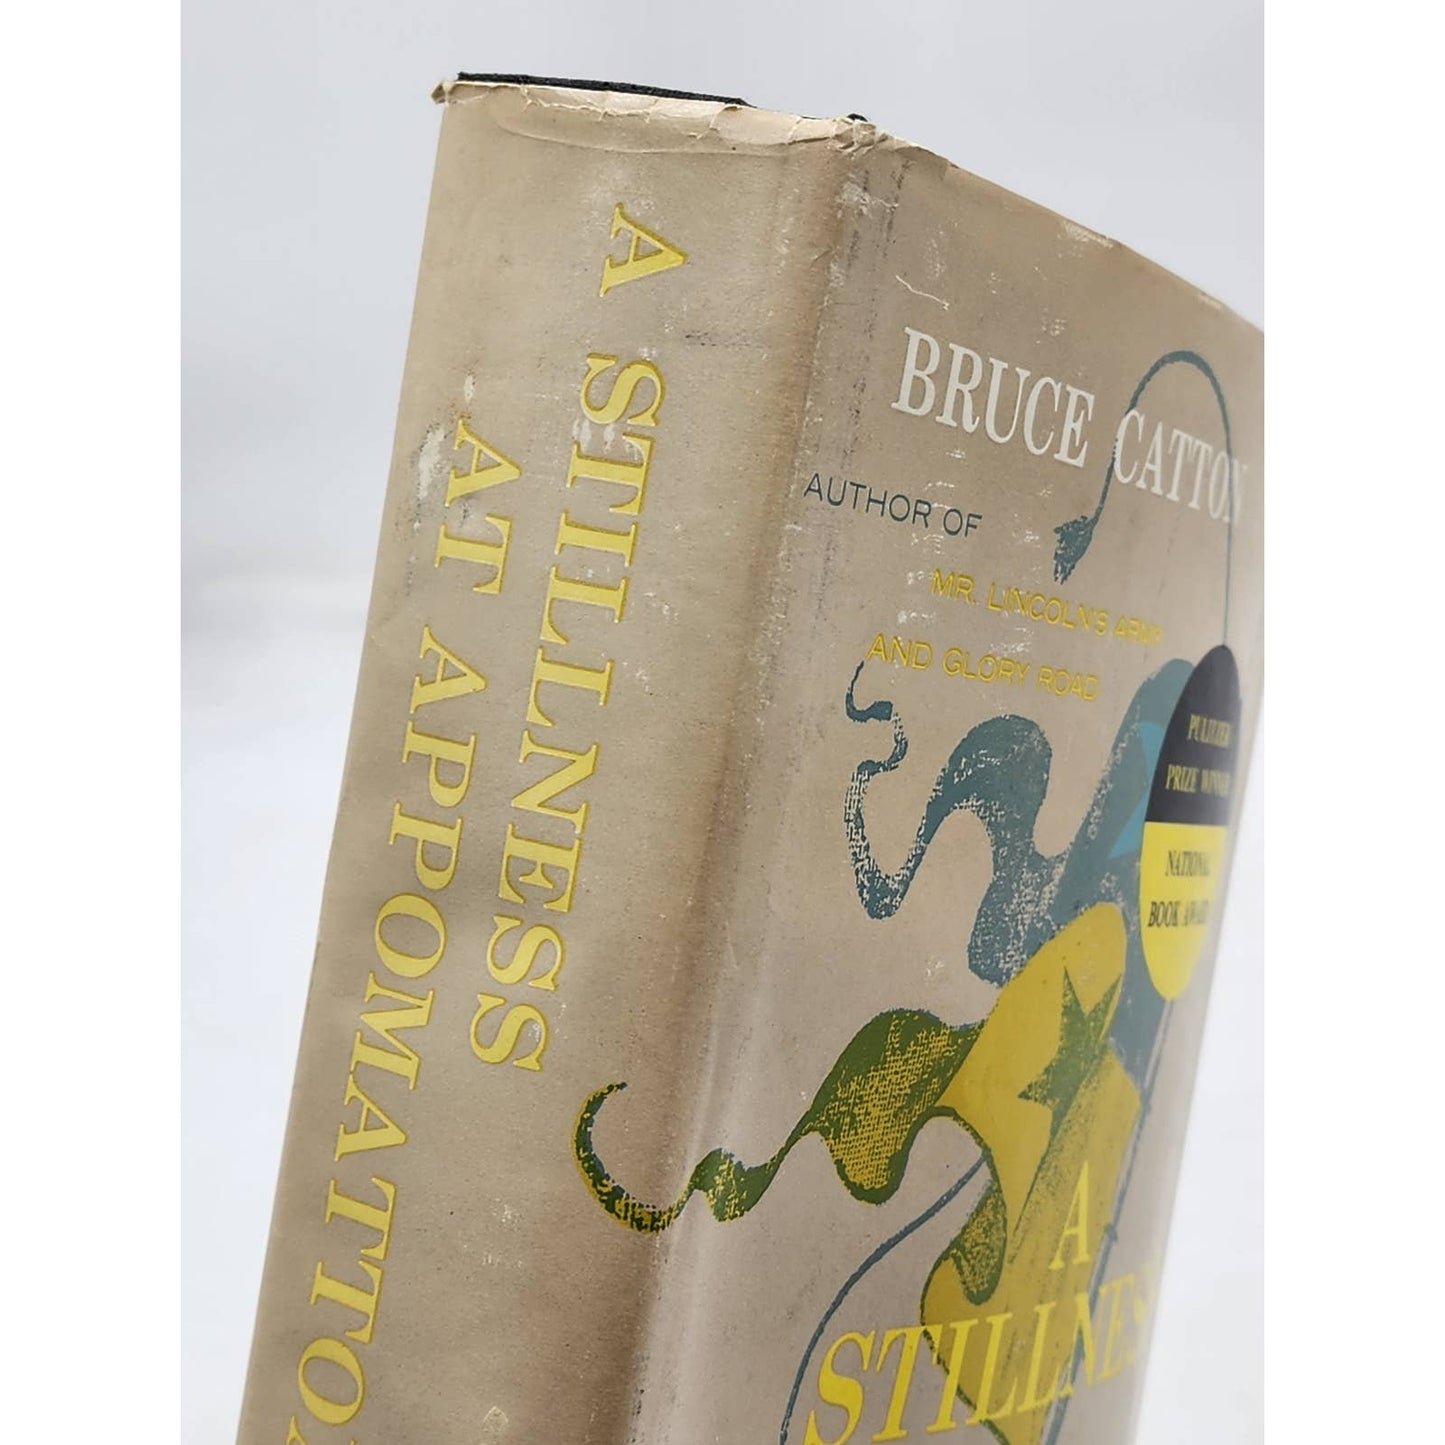 A STILLNESS
AT APPOMATTO
BRUCE CATTON
AUTHOR OF
MR. LINCOLN'S ARMY
AND GLORY ROAD
PULITZER
PRIZE WINNER
NATIONAL
BOOK AWARD
A
STILLNES